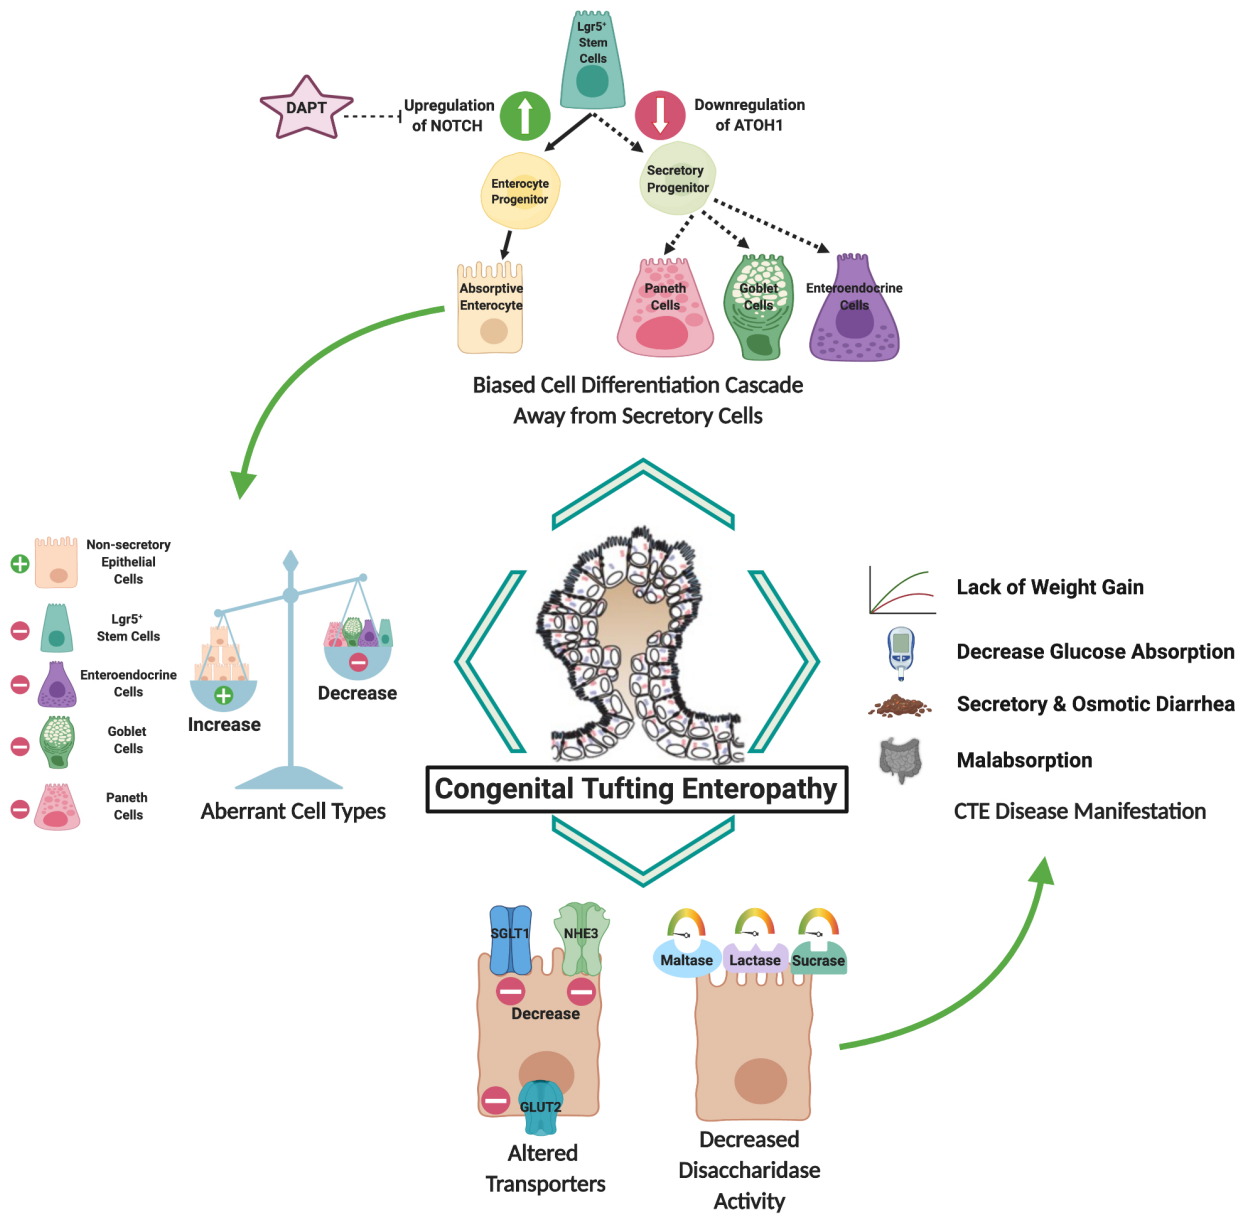 Lgr5⁺
Stem
Cells
DAPT
Upregulation
of NOTCH
Downregulation
of ATOH1
Enterocyte
Progenitor
Secretory
Progenitor
Absorptive
Enterocyte
Paneth
Cells
Goblet
Cells
Enteroendocrine
Cells
Biased Cell Differentiation Cascade
Away from Secretory Cells
Non-secretory
Epithelial
Cells
Lgr5⁺
Stem Cells
Enteroendocrine
Cells
Goblet
Cells
Paneth
Cells
Increase
Decrease
Aberrant Cell Types
Congenital Tufting Enteropathy
Lack of Weight Gain
Decrease Glucose Absorption
Secretory & Osmotic Diarrhea
Malabsorption
CTE Disease Manifestation
SGLT1
NHE3
Decrease
GLUT2
Altered
Transporters
Maltase
Lactase
Sucrase
Decreased
Disaccharidase
Activity